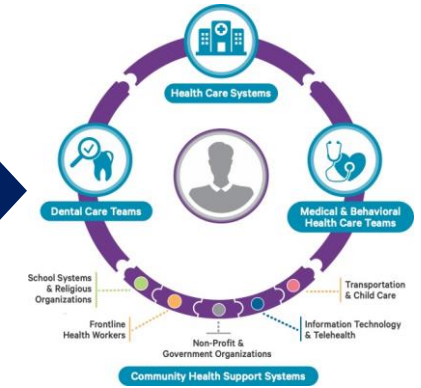 Health Care Systems
Dental Care Teams
Medical & Behavioral
Health Care Teams
School Systems
& Religious
Organizations
Transportation
& Child Care
Frontline
Health Workers
Information Technology
& Telehealth
Non-Profit &
Government Organizations
Community Health Support Systems